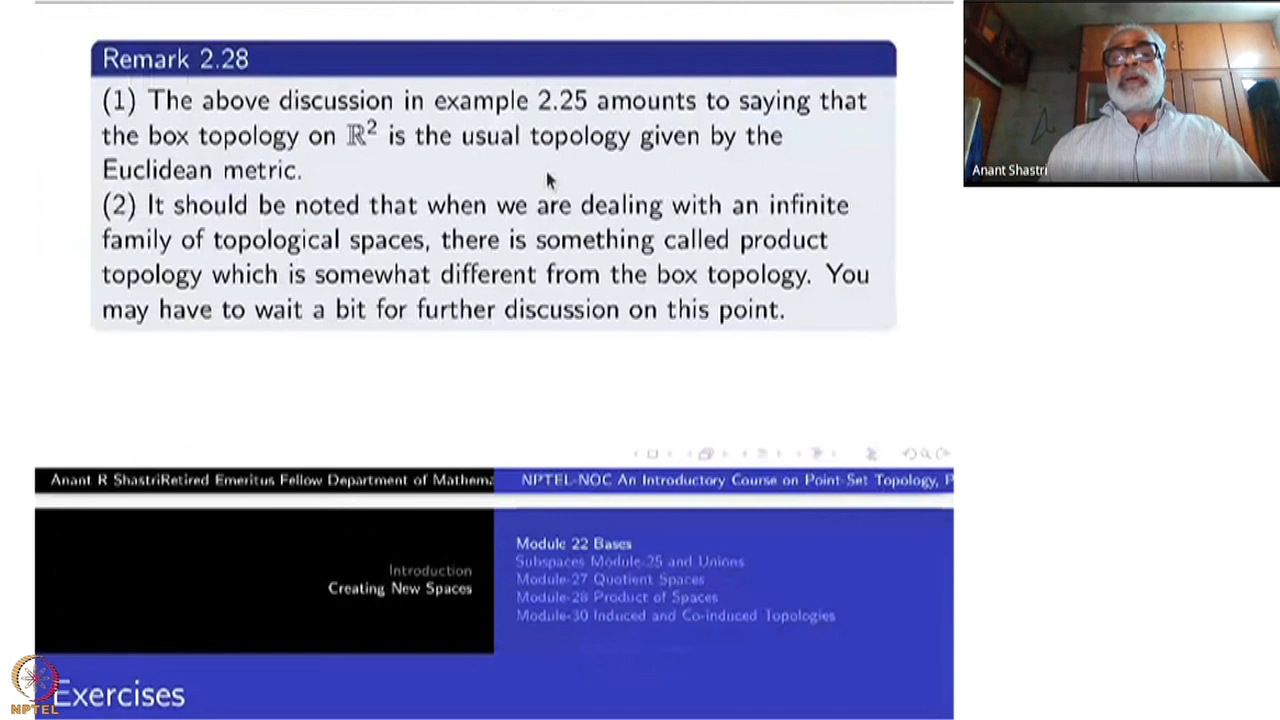 Remark 2.28
(1) The above discussion in example 2.25 amounts to saying that
the box topology on ℝ² is the usual topology given by the
Euclidean metric.
(2) It should be noted that when we are dealing with an infinite
family of topological spaces, there is something called product
topology which is somewhat different from the box topology. You
may have to wait a bit for further discussion on this point.
Anant Shastri
Anant R ShastriRetired Emeritus Fellow Department of Mathema
NPTEL-NOC An Introductory Course on Point-Set Topology, P
Introduction
Creating New Spaces
Module 22 Bases
Subspaces Module-25 and Unions
Module-27 Quotient Spaces
Module-28 Product of Spaces
Module-30 Induced and Co-induced Topologies
Exercises
NPTEL